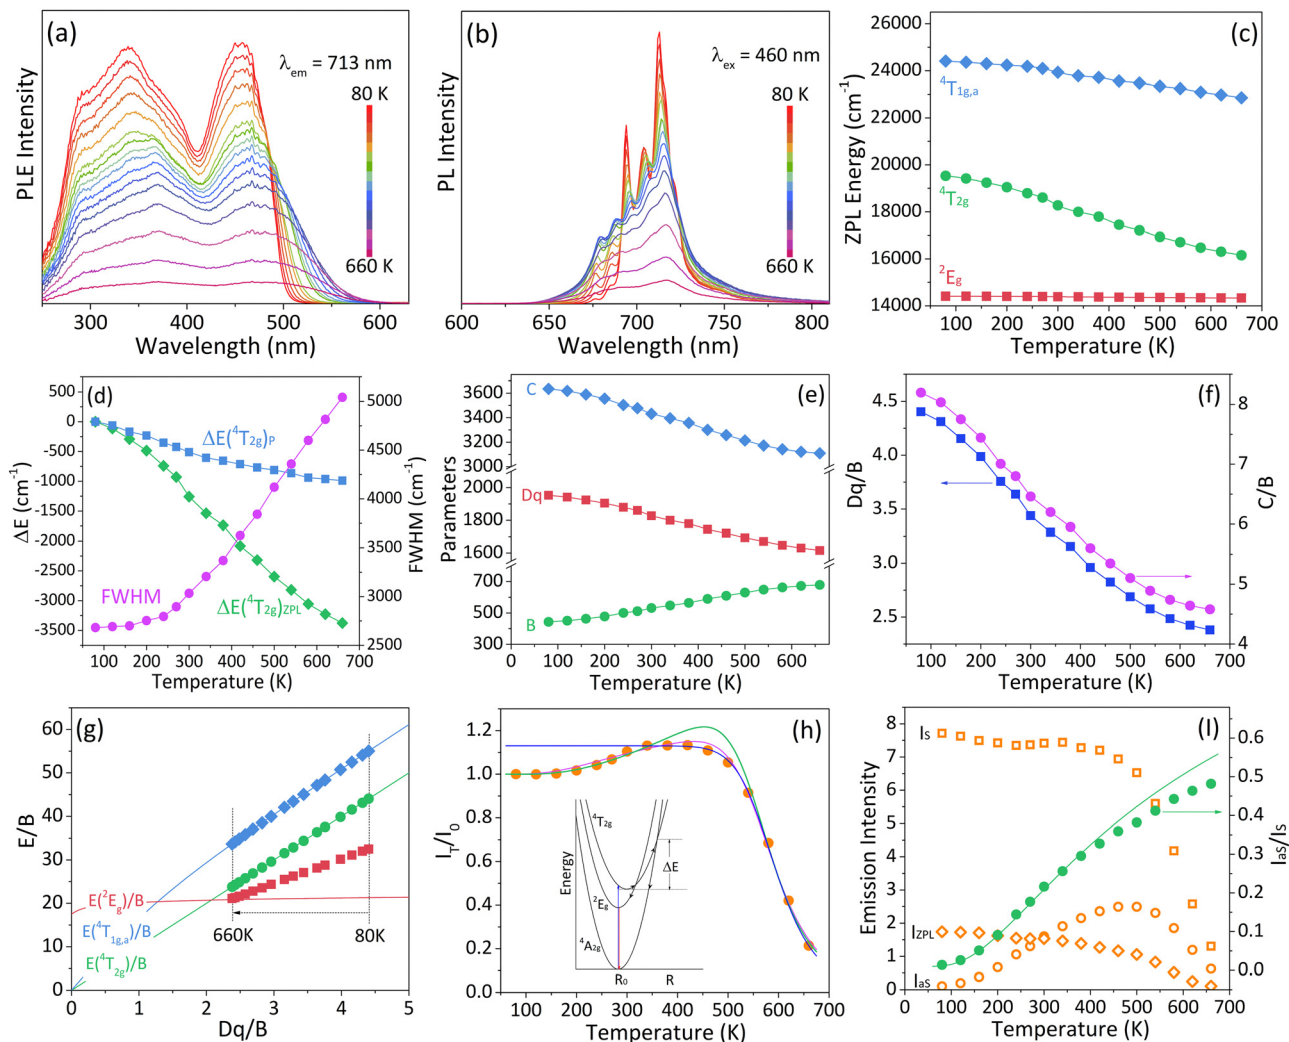 (a)
λem = 713 nm
80 K
660 K
PLE Intensity
300 400 500 600
Wavelength (nm)
(b)
λex = 460 nm
80 K
660 K
PL Intensity
600 650 700 750 800
Wavelength (nm)
(c)
26000
24000
22000
20000
18000
16000
14000
ZPL Energy (cm-1)
4T1g,a
4T2g
2Eg
100 200 300 400 500 600 700
Temperature (K)
(d)
500
0
-500
-1000
-1500
-2000
-2500
-3000
-3500
ΔE (cm-1)
ΔE(4T2g)P
FWHM
ΔE(4T2g)ZPL
5000
4500
4000
3500
3000
2500
FWHM (cm-1)
0 100 200 300 400 500 600 700
Temperature (K)
(e)
3600
3450
3300
3150
3000
2000
1800
1600
700
500
300
Parameters
C
Dq
B
0 100 200 300 400 500 600
Temperature (K)
(f)
4.5
4.0
3.5
3.0
2.5
Dq/B
8
7
6
5
4
C/B
100 200 300 400 500 600 700
Temperature (K)
(g)
60
50
40
30
20
10
0
E/B
E(2Eg)/B
E(4T1g,a)/B
E(4T2g)/B
660K
80K
0 1 2 3 4 5
Dq/B
(h)
1.2
1.0
0.8
0.6
0.4
0.2
0.0
IT/I0
4T2g
2Eg
4A2g
ΔE
Energy
R0
R
0 100 200 300 400 500 600 700
Temperature (K)
(I)
8
7
6
5
4
3
2
1
0
Emission Intensity
IS
IZPL
IaS
0.6
0.5
0.4
0.3
0.2
0.1
0.0
IaS/IS
0 100 200 300 400 500 600 700
Temperature (K)